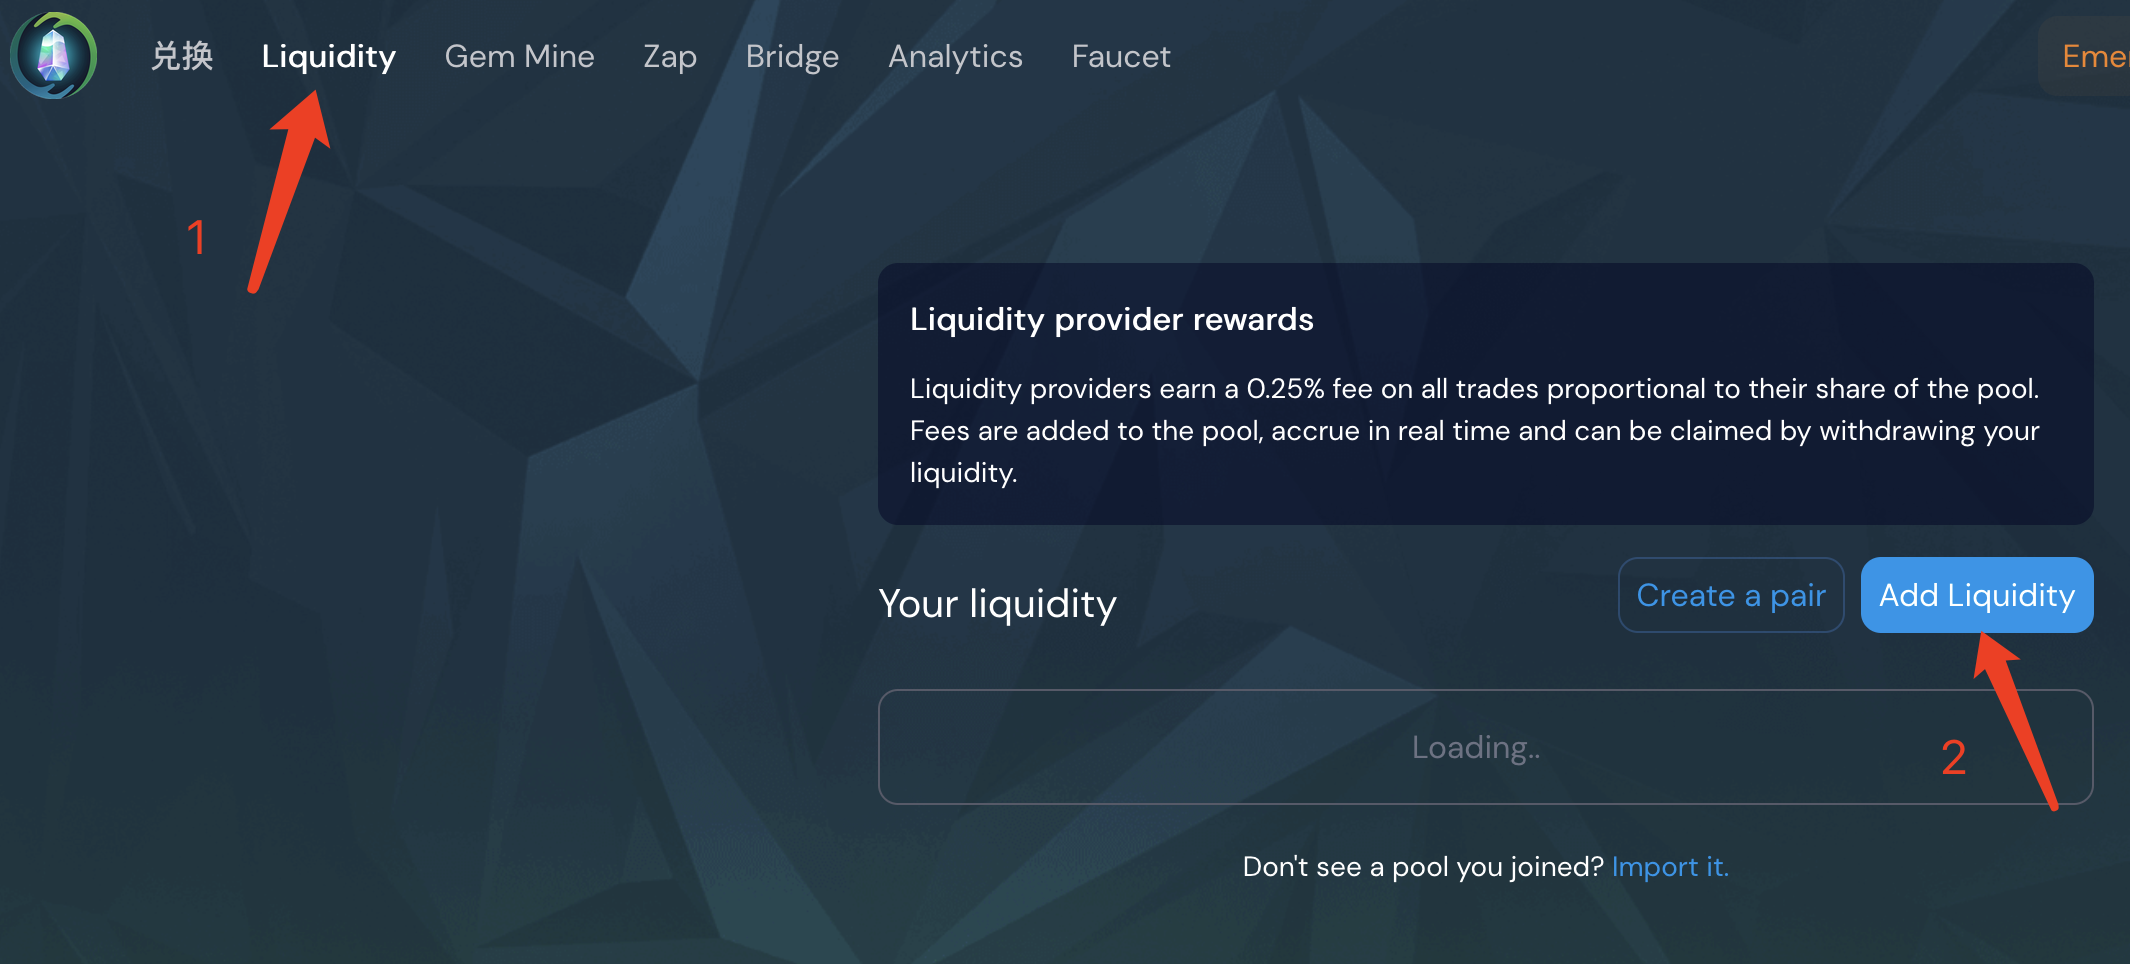 兑换 Liquidity Gem Mine Zap Bridge Analytics Faucet Eme
1
Liquidity provider rewards
Liquidity providers earn a 0.25% fee on all trades proportional to their share of the pool.
Fees are added to the pool, accrue in real time and can be claimed by withdrawing your
liquidity.
Your liquidity Create a pair Add Liquidity
Loading..
2
Don't see a pool you joined? Import it.